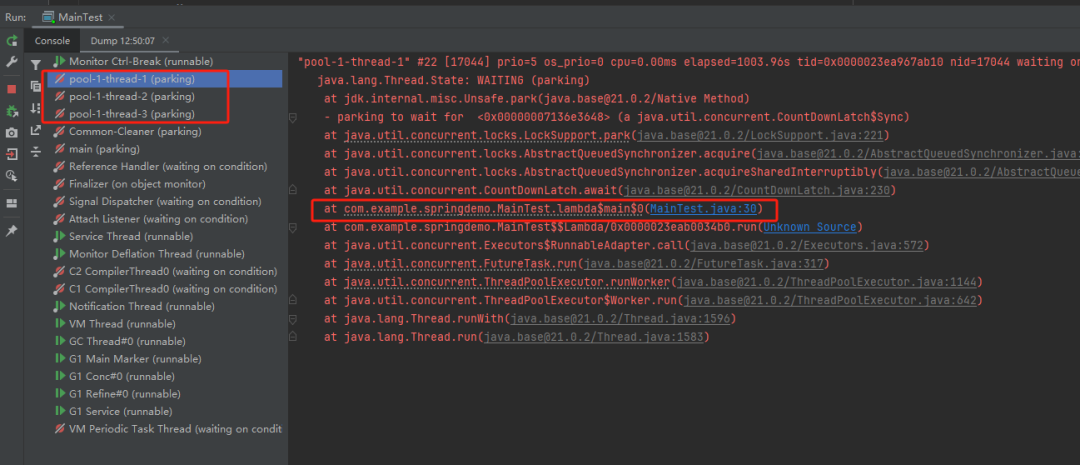 Run: MainTest
Console Dump 12:50:07
Monitor Ctrl-Break (runnable)
pool-1-thread-1 (parking)
pool-1-thread-2 (parking)
pool-1-thread-3 (parking)
Common-Cleaner (parking)
main (parking)
Reference Handler (waiting on condition)
Finalizer (on object monitor)
Signal Dispatcher (waiting on condition)
Attach Listener (waiting on condition)
Service Thread (runnable)
Monitor Deflation Thread (runnable)
C2 CompilerThread0 (waiting on condition)
C1 CompilerThread0 (waiting on condition)
Notification Thread (runnable)
VM Thread (runnable)
GC Thread#0 (runnable)
G1 Main Marker (runnable)
G1 Conc#0 (runnable)
G1 Refine#0 (runnable)
G1 Service (runnable)
VM Periodic Task Thread (waiting on condit
"pool-1-thread-1" #22 [17044] prio=5 os_prio=0 cpu=0.00ms elapsed=1003.96s tid=0x0000023ea967ab10 nid=17044 waiting on
java.lang.Thread.State: WAITING (parking)
at jdk.internal.misc.Unsafe.park(java.base@21.0.2/Native Method)
- parking to wait for <0x00000007136e3648> (a java.util.concurrent.CountDownLatch$Sync)
at java.util.concurrent.locks.LockSupport.park(java.base@21.0.2/LockSupport.java:221)
at java.util.concurrent.locks.AbstractQueuedSynchronizer.acquire(java.base@21.0.2/AbstractQueuedSynchronizer.java:
at java.util.concurrent.locks.AbstractQueuedSynchronizer.acquireSharedInterruptibly(java.base@21.0.2/AbstractQueu
at java.util.concurrent.CountDownLatch.await(java.base@21.0.2/CountDownLatch.java:230)
at com.example.springdemo.MainTest.lambda$main$0(MainTest.java:30)
at com.example.springdemo.MainTest$$Lambda/0x0000023eab0034b0.run(Unknown Source)
at java.util.concurrent.Executors$RunnableAdapter.call(java.base@21.0.2/Executors.java:572)
at java.util.concurrent.FutureTask.run(java.base@21.0.2/FutureTask.java:317)
at java.util.concurrent.ThreadPoolExecutor.runWorker(java.base@21.0.2/ThreadPoolExecutor.java:1144)
at java.util.concurrent.ThreadPoolExecutor$Worker.run(java.base@21.0.2/ThreadPoolExecutor.java:642)
at java.lang.Thread.runWith(java.base@21.0.2/Thread.java:1596)
at java.lang.Thread.run(java.base@21.0.2/Thread.java:1583)